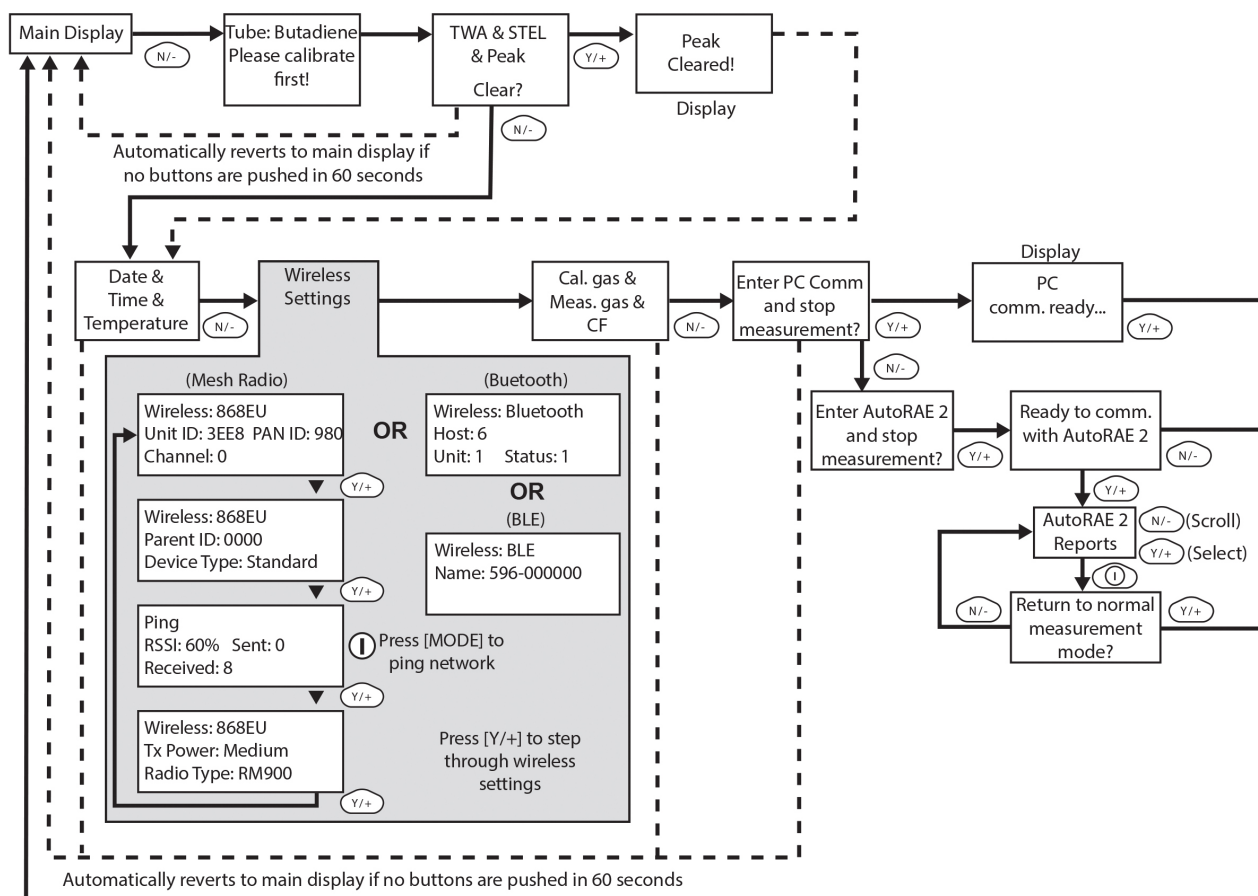 Main Display
N/-
Tube: Butadiene
Please calibrate
first!
TWA & STEL
& Peak
Clear?
Y/+
Peak
Cleared!
Display
N/-
Automatically reverts to main display if
no buttons are pushed in 60 seconds
Date &
Time &
Temperature
N/-
Wireless
Settings
Cal. gas &
Meas. gas &
CF
N/-
Enter PC Comm
and stop
measurement?
Y/+
Display
PC
comm. ready...
Y/+
N/-
(Mesh Radio)
Wireless: 868EU
Unit ID: 3EE8 PAN ID: 980
Channel: 0
Y/+
Wireless: 868EU
Parent ID: 0000
Device Type: Standard
Y/+
Ping
RSSI: 60% Sent: 0
Received: 8
Press [MODE] to
ping network
Y/+
Wireless: 868EU
Tx Power: Medium
Radio Type: RM900
Y/+
OR
(Buetooth)
Wireless: Bluetooth
Host: 6
Unit: 1 Status: 1
OR
(BLE)
Wireless: BLE
Name: 596-000000
Press [Y/+] to step
through wireless
settings
Enter AutoRAE 2
and stop
measurement?
Y/+
Ready to comm.
with AutoRAE 2
N/-
Y/+
AutoRAE 2
Reports
N/- (Scroll)
Y/+ (Select)
Return to normal
measurement
mode?
N/-
Y/+
Automatically reverts to main display if no buttons are pushed in 60 seconds